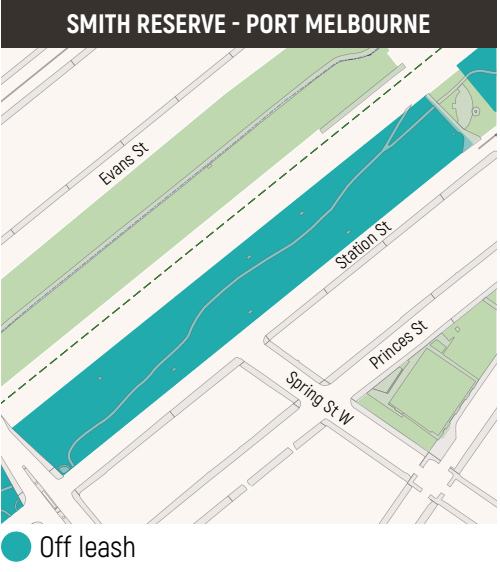 SMITH RESERVE - PORT MELBOURNE
Evans St
Station St
Princes St
Spring St W
Off leash